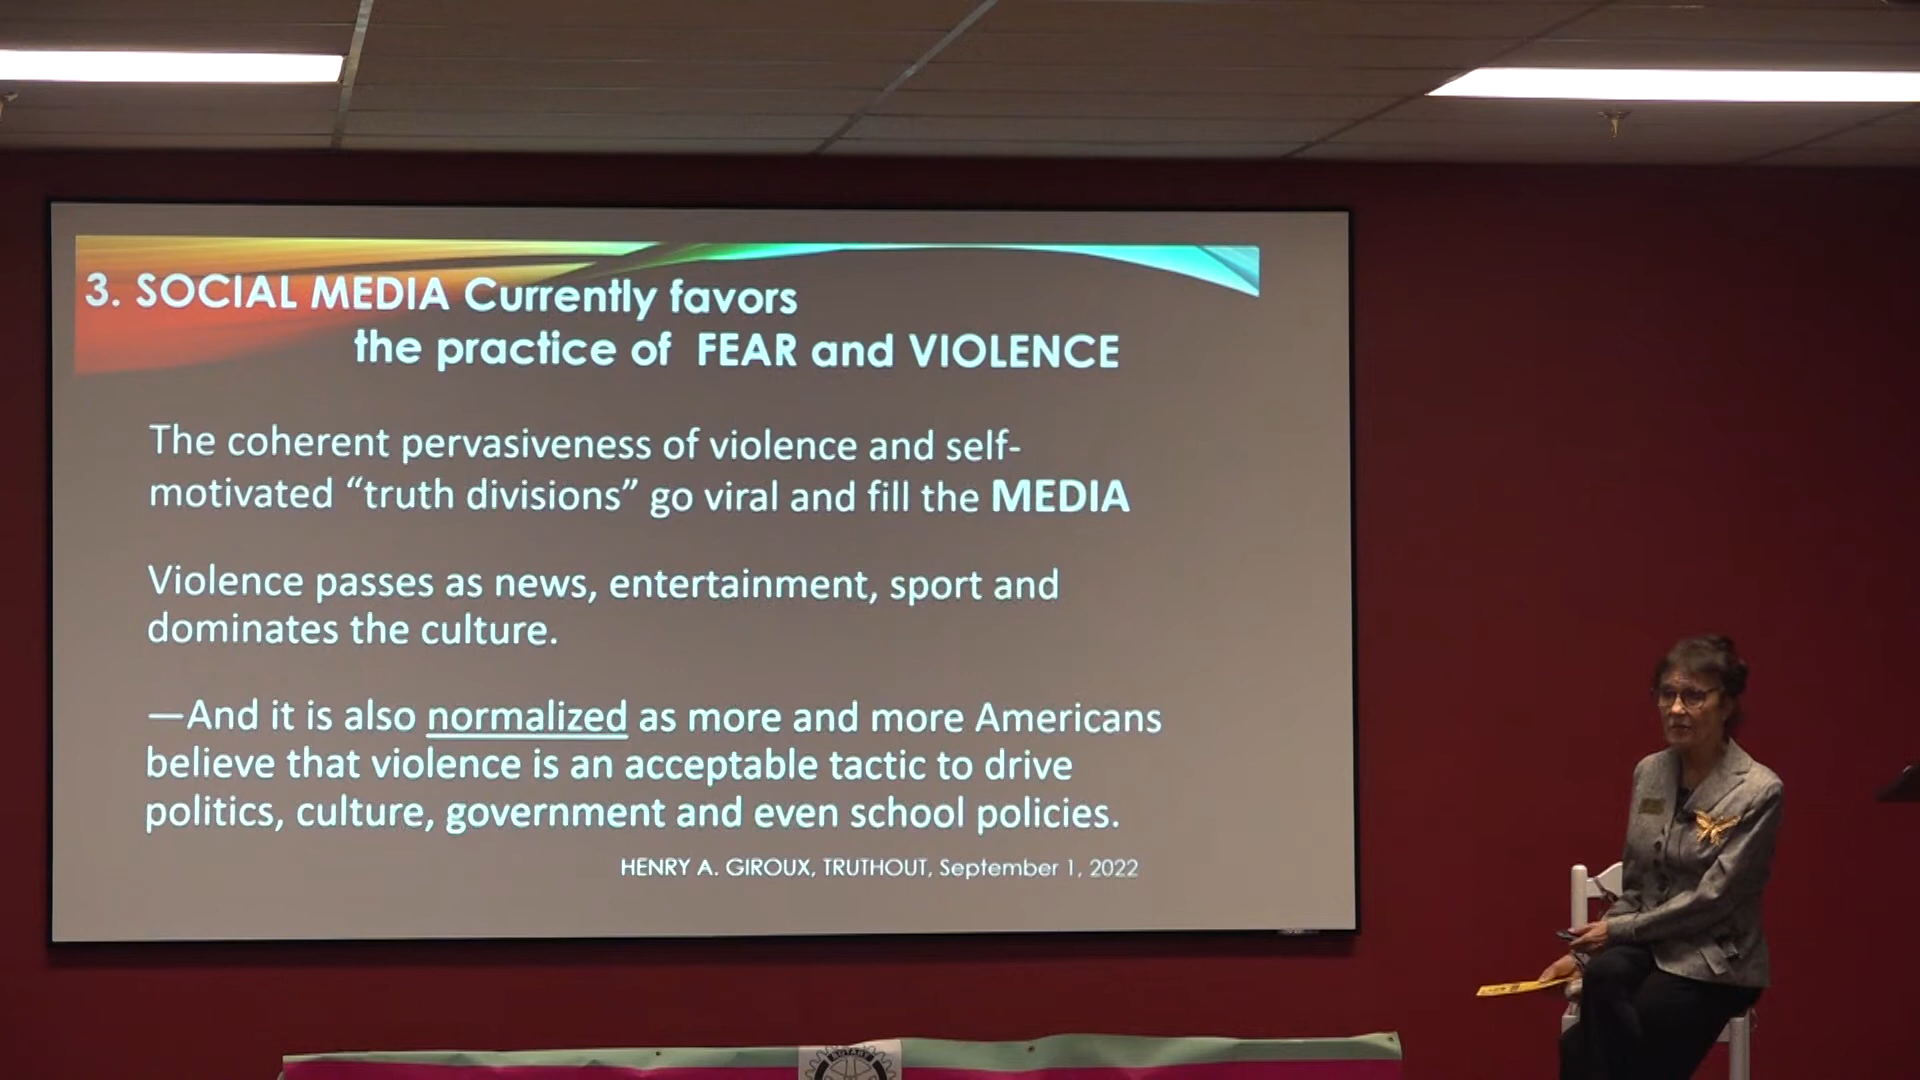 3. SOCIAL MEDIA Currently favors
the practice of FEAR and VIOLENCE
The coherent pervasiveness of violence and self-
motivated “truth divisions” go viral and fill the MEDIA
Violence passes as news, entertainment, sport and
dominates the culture.
—And it is also normalized as more and more Americans
believe that violence is an acceptable tactic to drive
politics, culture, government and even school policies.
HENRY A. GIROUX, TRUTHOUT, September 1, 2022
ROTARY